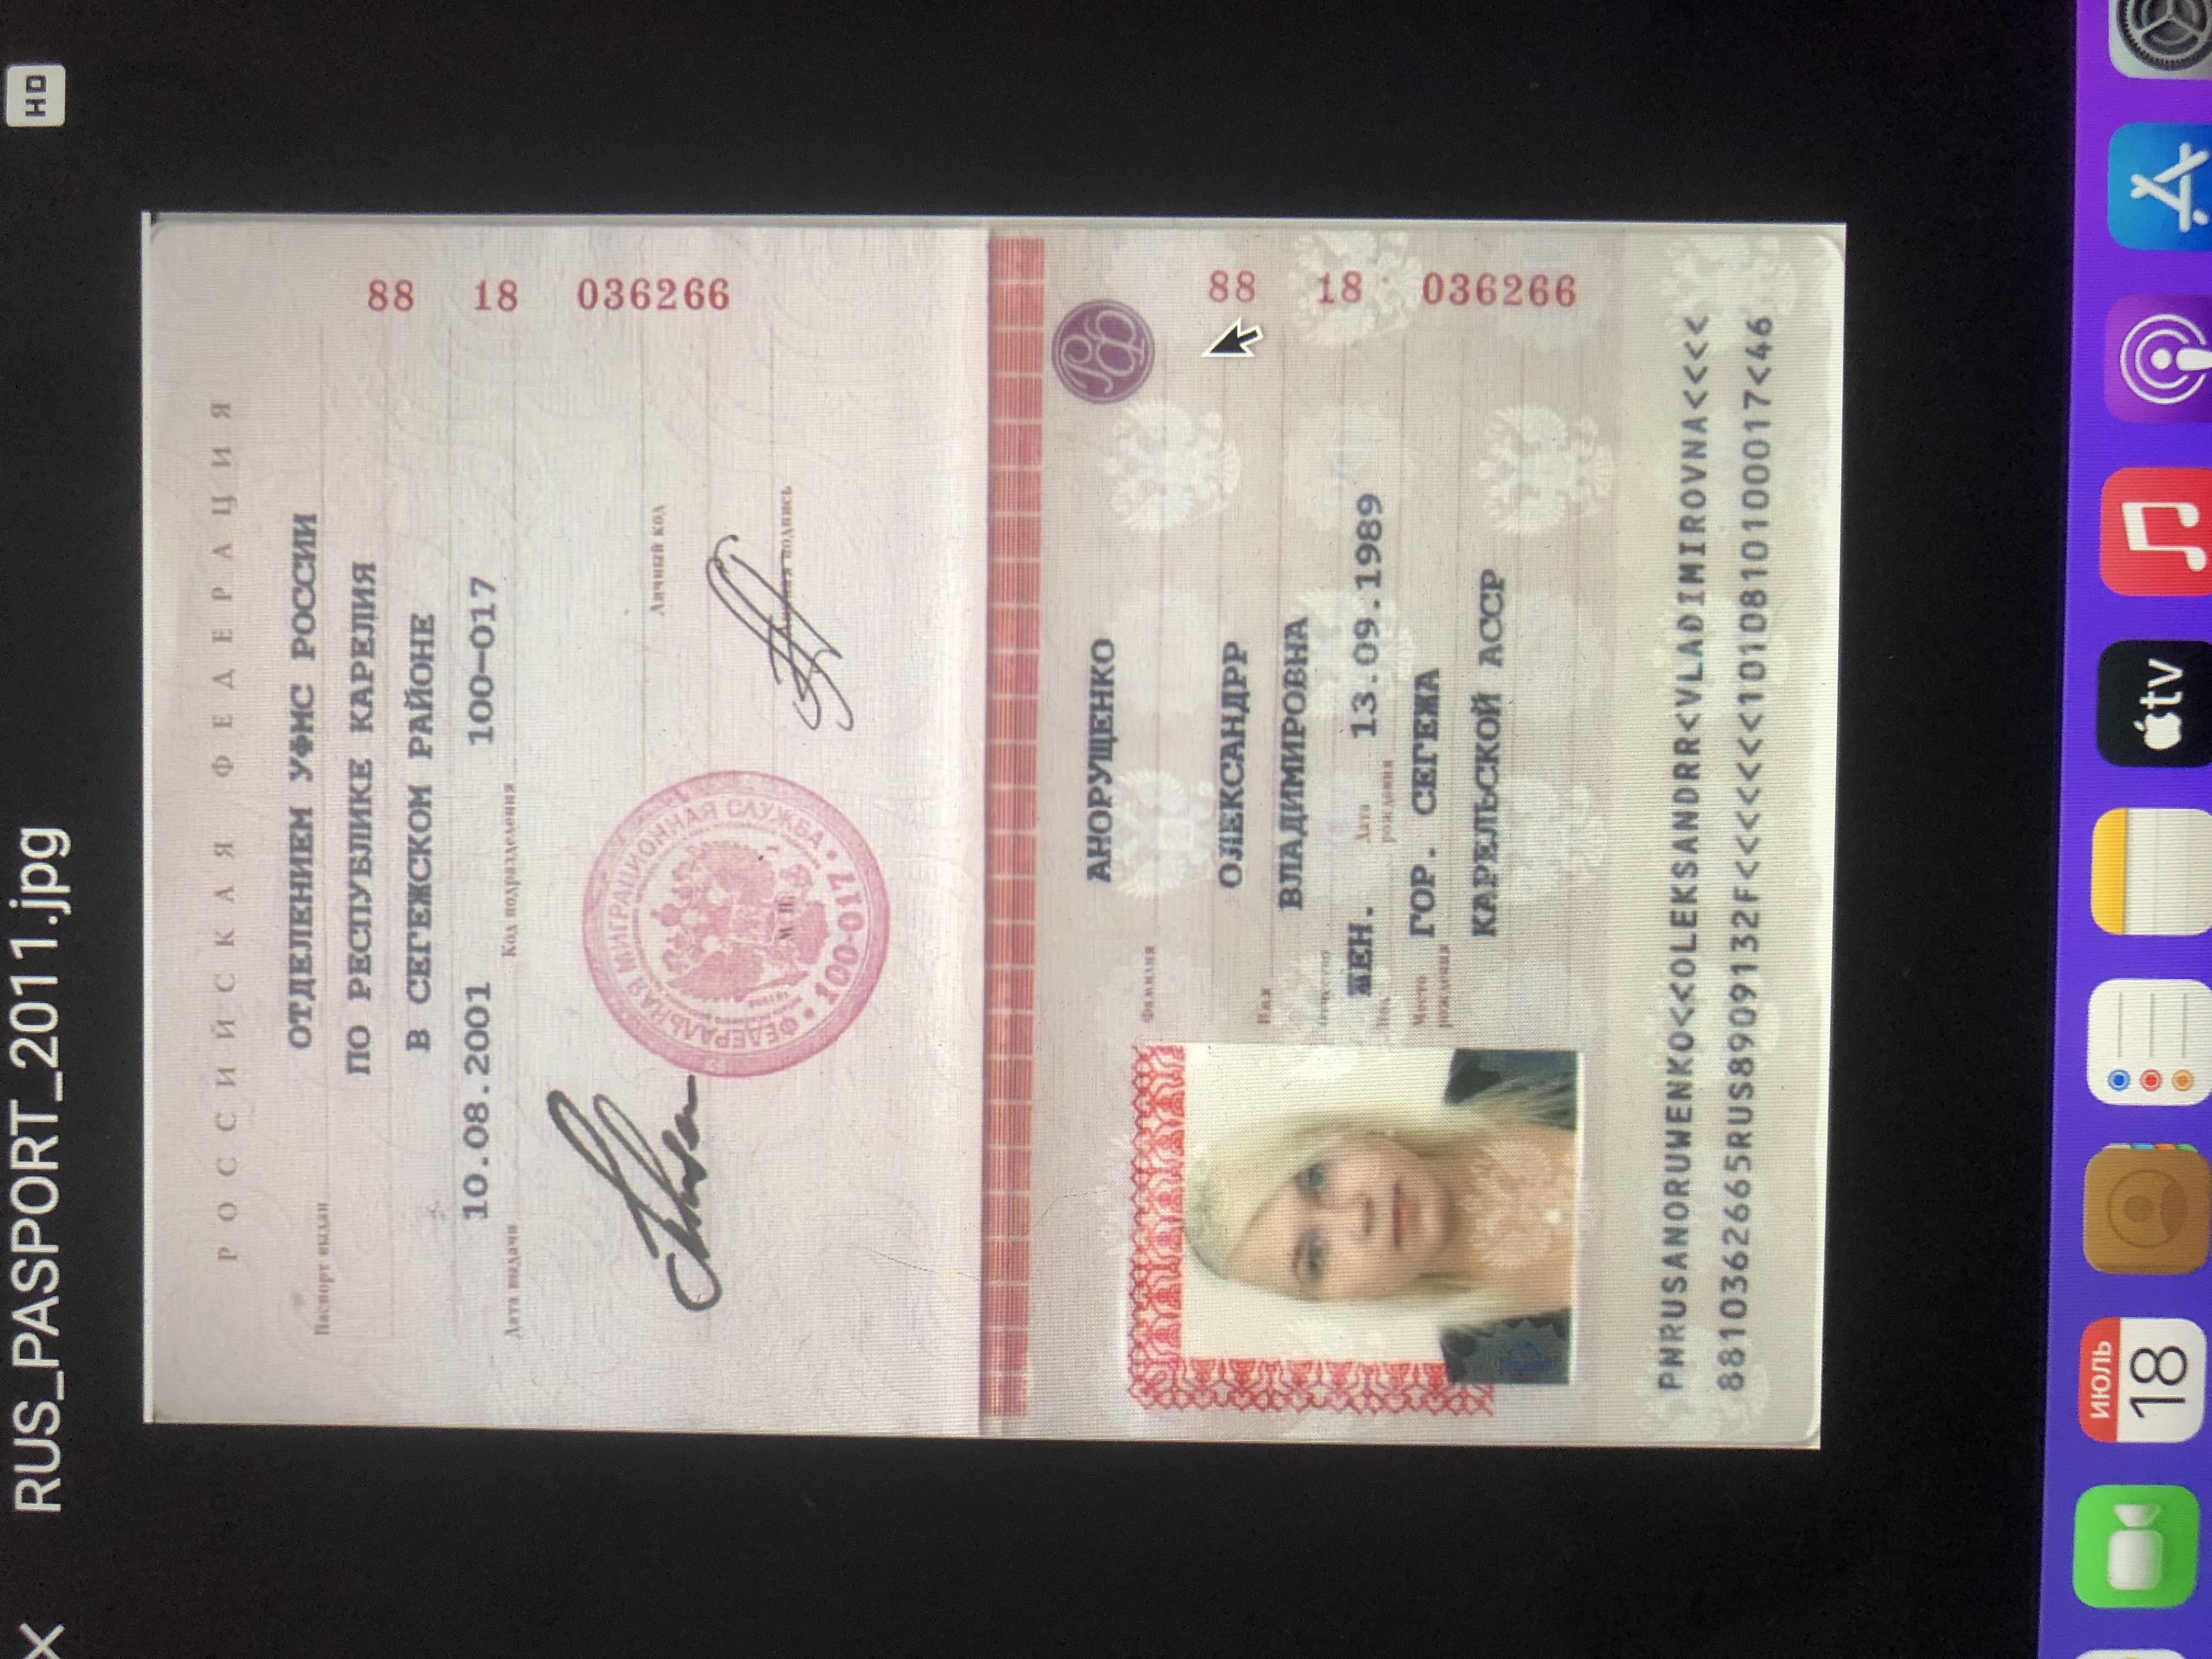 RUS_PASPORT_2011.jpg
HD
РОССИЙСКАЯ ФЕДЕРАЦИЯ
Паспорт выдан
ОТДЕЛЕНИЕМ УФМС РОССИИ
ПО РЕСПУБЛИКЕ КАРЕЛИЯ
В СЕГЕЖСКОМ РАЙОНЕ
10.08.2001 100-017
Дата выдачи Код подразделения
88 18 036266
Личный код
Личная подпись
ФЕДЕРАЛЬНАЯ МИГРАЦИОННАЯ СЛУЖБА
М. П.
100-017
АНОРУЩЕНКО
Фамилия
РФ
ОЛЕКСАНДРР
Имя
ВЛАДИМИРОВНА
Отчество
ЖЕН. Дата рождения 13.09.1989
Пол
Место рождения ГОР. СЕГЕЖА
КАРЕЛЬСКОЙ АССР
88 18 036266
PNRUSANORUWENKO<<OLEKSANDRR<VLADIMIROVNA<<<<
8810362665RUS8909132F<<<<<<<1010810100017<46
ИЮЛЬ
18
tv